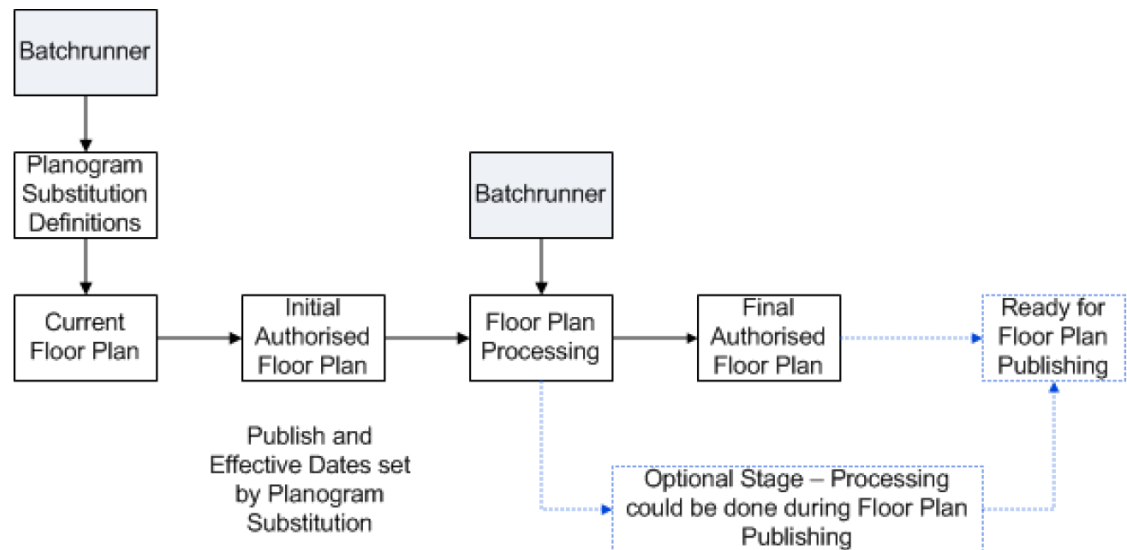 Batchrunner
Planogram
Substitution
Definitions
Batchrunner
Current
Floor Plan
Initial
Authorised
Floor Plan
Floor Plan
Processing
Final
Authorised
Floor Plan
Ready for
Floor Plan
Publishing
Publish and
Effective Dates set
by Planogram
Substitution
Optional Stage – Processing
could be done during Floor Plan
Publishing